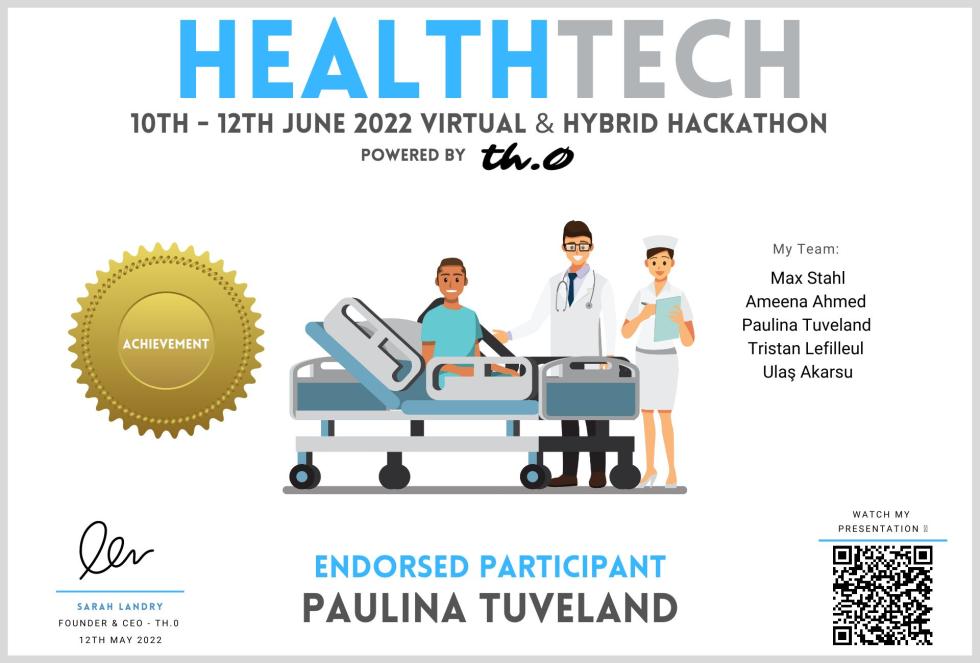 HEALTHTECH
10TH - 12TH JUNE 2022 VIRTUAL & HYBRID HACKATHON
POWERED BY th.0
ACHIEVEMENT
My Team:
Max Stahl
Ameena Ahmed
Paulina Tuveland
Tristan Lefilleul
Ulaş Akarsu
SARAH LANDRY
FOUNDER & CEO - TH.0
12TH MAY 2022
ENDORSED PARTICIPANT
PAULINA TUVELAND
WATCH MY
PRESENTATION